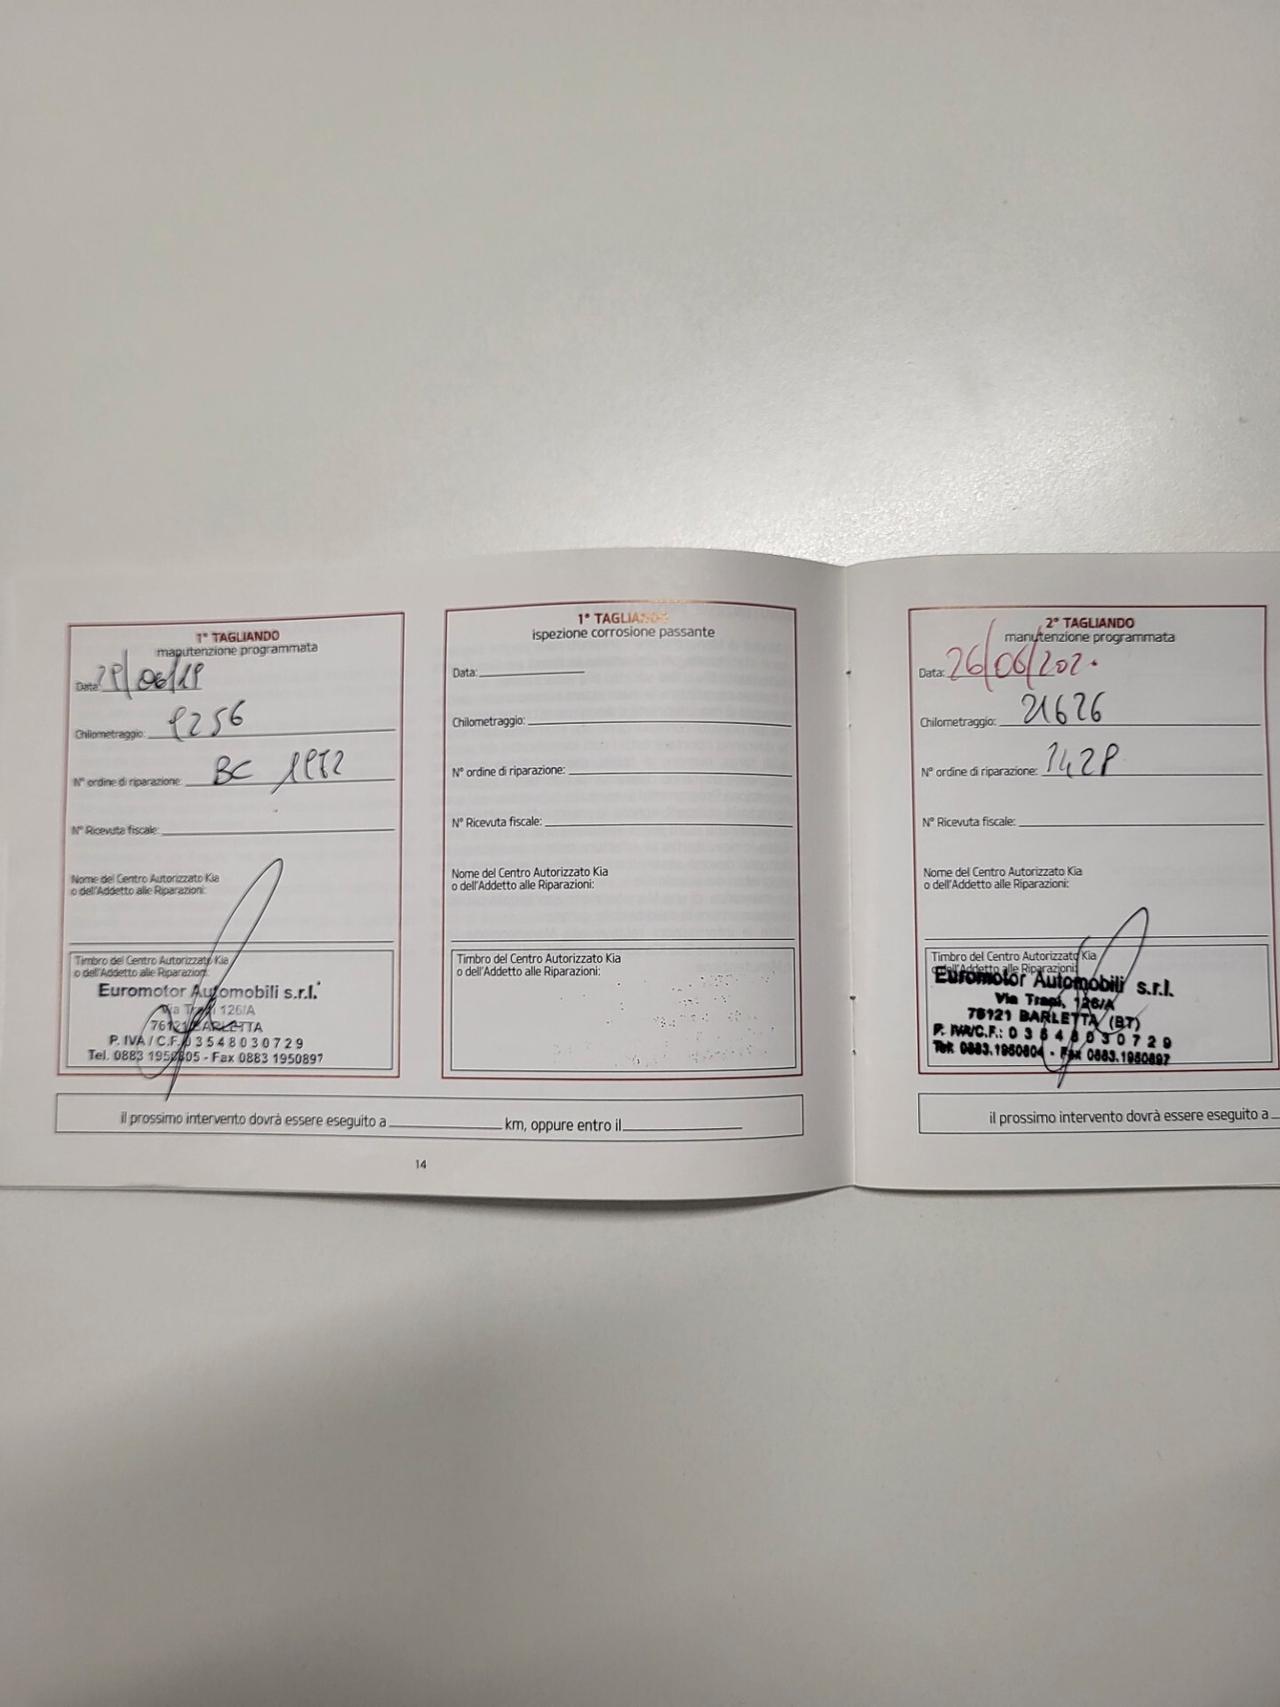 1° TAGLIANDO
manutenzione programmata
Data: 29/06/19
Chilometraggio: 9256
N° ordine di riparazione: BC
N° Ricevuta fiscale:
Nome del Centro Autorizzato Kia
o dell'Addetto alle Riparazioni:
Timbro del Centro Autorizzato Kia
o dell'Addetto alle Riparazioni:
Euromotor Automobili s.r.l.
Via Trani 126/A
76121 BARLETTA
P. IVA / C.F. 03548030729
Tel. 0883 1950805 - Fax 0883 1950897
1° TAGLIANDO
ispezione corrosione passante
Data:
Chilometraggio:
N° ordine di riparazione:
N° Ricevuta fiscale:
Nome del Centro Autorizzato Kia
o dell'Addetto alle Riparazioni:
Timbro del Centro Autorizzato Kia
o dell'Addetto alle Riparazioni:
il prossimo intervento dovrà essere eseguito a km, oppure entro il
14
2° TAGLIANDO
manutenzione programmata
Data: 26/06/202.
Chilometraggio: 21626
N° ordine di riparazione: 1429
N° Ricevuta fiscale:
Nome del Centro Autorizzato Kia
o dell'Addetto alle Riparazioni:
Timbro del Centro Autorizzato Kia
o dell'Addetto alle Riparazioni:
Euromotor Automobili s.r.l.
Via Trani, 126/A
76121 BARLETTA (BT)
P. IVA/C.F.: 03548030729
Tel: 0883.1950804 - Fax 0883.1950897
il prossimo intervento dovrà essere eseguito a